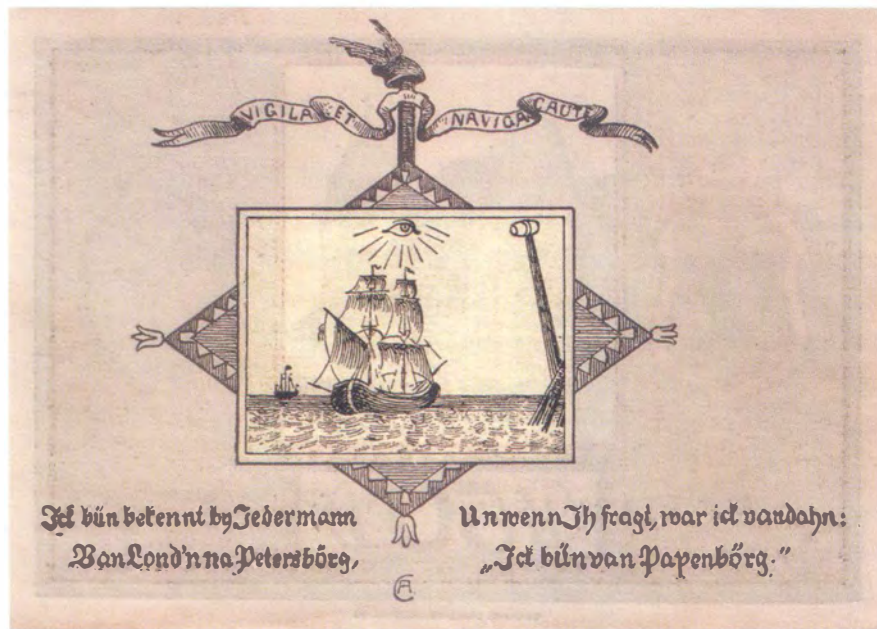 VIGILA ET NAVIGA CAUTE
Ick bün bekennt by Jedermann
Van Lond'n na Petersbörg,
Un wenn Jh fragt, war ick vandahn:
„Ick bün van Papenbörg.“